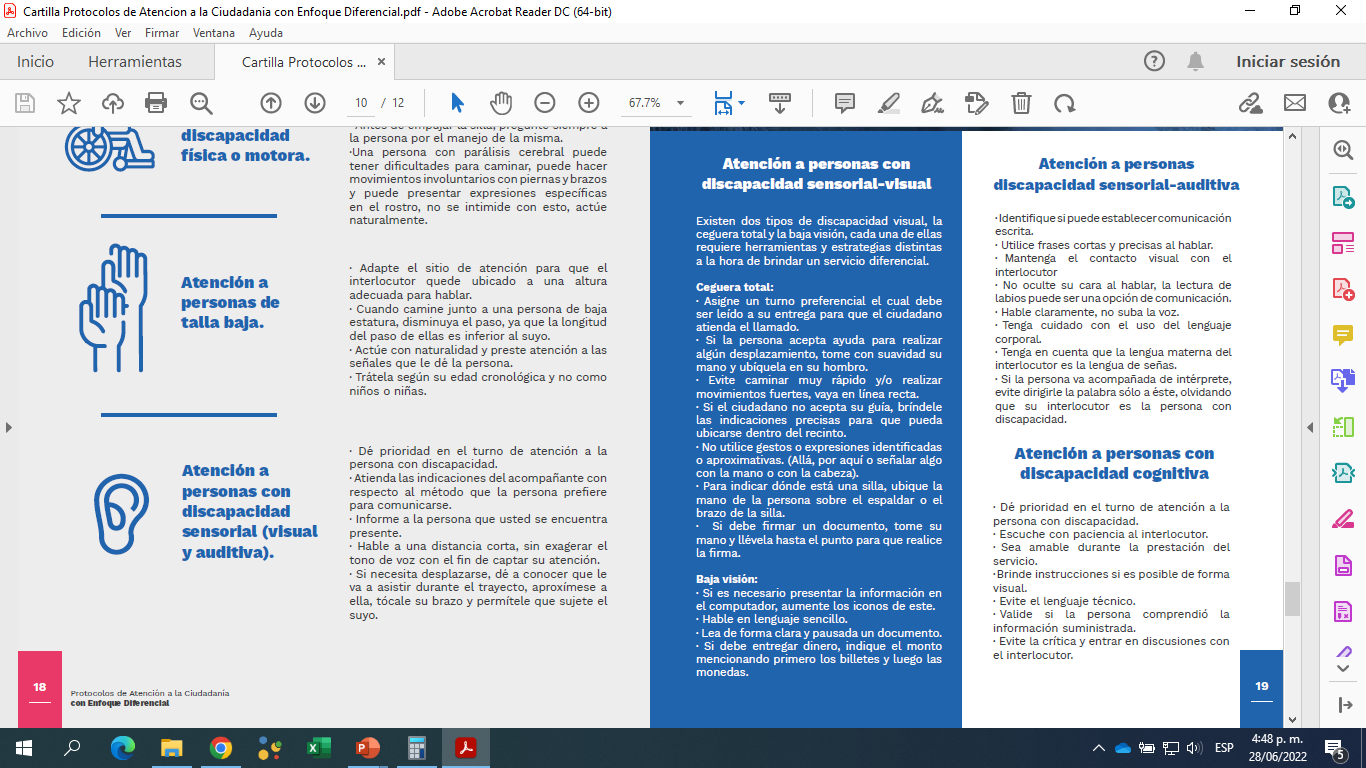 Cartilla Protocolos de Atencion a la Ciudadania con Enfoque Diferencial.pdf - Adobe Acrobat Reader DC (64-bit)
Archivo Edición Ver Firmar Ventana Ayuda
Inicio Herramientas Cartilla Protocolos ... ×
? Iniciar sesión
10 / 12 67.7%
discapacidad
física o motora.
·Antes de empujar la silla, pregunte siempre a
la persona por el manejo de la misma.
·Una persona con parálisis cerebral puede
tener dificultades para caminar, puede hacer
movimientos involuntarios con piernas y brazos
y puede presentar expresiones específicas
en el rostro, no se intimide con esto, actúe
naturalmente.
Atención a
personas de
talla baja.
· Adapte el sitio de atención para que el
interlocutor quede ubicado a una altura
adecuada para hablar.
· Cuando camine junto a una persona de baja
estatura, disminuya el paso, ya que la longitud
del paso de ellas es inferior al suyo.
· Actúe con naturalidad y preste atención a las
señales que le dé la persona.
· Trátela según su edad cronológica y no como
niños o niñas.
Atención a
personas con
discapacidad
sensorial (visual
y auditiva).
· Dé prioridad en el turno de atención a la
persona con discapacidad.
· Atienda las indicaciones del acompañante con
respecto al método que la persona prefiere
para comunicarse.
· Informe a la persona que usted se encuentra
presente.
· Hable a una distancia corta, sin exagerar el
tono de voz con el fin de captar su atención.
· Si necesita desplazarse, dé a conocer que le
va a asistir durante el trayecto, aproxímese a
ella, tócale su brazo y permítele que sujete el
suyo.
18
Protocolos de Atención a la Ciudadanía
con Enfoque Diferencial
Atención a personas con
discapacidad sensorial-visual
Existen dos tipos de discapacidad visual, la
ceguera total y la baja visión, cada una de ellas
requiere herramientas y estrategias distintas
a la hora de brindar un servicio diferencial.
Ceguera total:
· Asigne un turno preferencial el cual debe
ser leído a su entrega para que el ciudadano
atienda el llamado.
· Si la persona acepta ayuda para realizar
algún desplazamiento, tome con suavidad su
mano y ubíquela en su hombro.
· Evite caminar muy rápido y/o realizar
movimientos fuertes, vaya en línea recta.
· Si el ciudadano no acepta su guía, bríndele
las indicaciones precisas para que pueda
ubicarse dentro del recinto.
· No utilice gestos o expresiones identificadas
o aproximativas. (Allá, por aquí o señalar algo
con la mano o con la cabeza).
· Para indicar dónde está una silla, ubique la
mano de la persona sobre el espaldar o el
brazo de la silla.
· Si debe firmar un documento, tome su
mano y llévela hasta el punto para que realice
la firma.
Baja visión:
· Si es necesario presentar la información en
el computador, aumente los iconos de este.
· Hable en lenguaje sencillo.
· Lea de forma clara y pausada un documento.
· Si debe entregar dinero, indique el monto
mencionando primero los billetes y luego las
monedas.
Atención a personas
discapacidad sensorial-auditiva
· Identifique si puede establecer comunicación
escrita.
· Utilice frases cortas y precisas al hablar.
· Mantenga el contacto visual con el
interlocutor
· No oculte su cara al hablar, la lectura de
labios puede ser una opción de comunicación.
· Hable claramente, no suba la voz.
· Tenga cuidado con el uso del lenguaje
corporal.
· Tenga en cuenta que la lengua materna del
interlocutor es la lengua de señas.
· Si la persona va acompañada de intérprete,
evite dirigirle la palabra sólo a éste, olvidando
que su interlocutor es la persona con
discapacidad.
Atención a personas con
discapacidad cognitiva
· Dé prioridad en el turno de atención a la
persona con discapacidad.
· Escuche con paciencia al interlocutor.
· Sea amable durante la prestación del
servicio.
·Brinde instrucciones si es posible de forma
visual.
· Evite el lenguaje técnico.
· Valide si la persona comprendió la
información suministrada.
· Evite la crítica y entrar en discusiones con
el interlocutor.
19
ESP
4:48 p. m.
28/06/2022
5